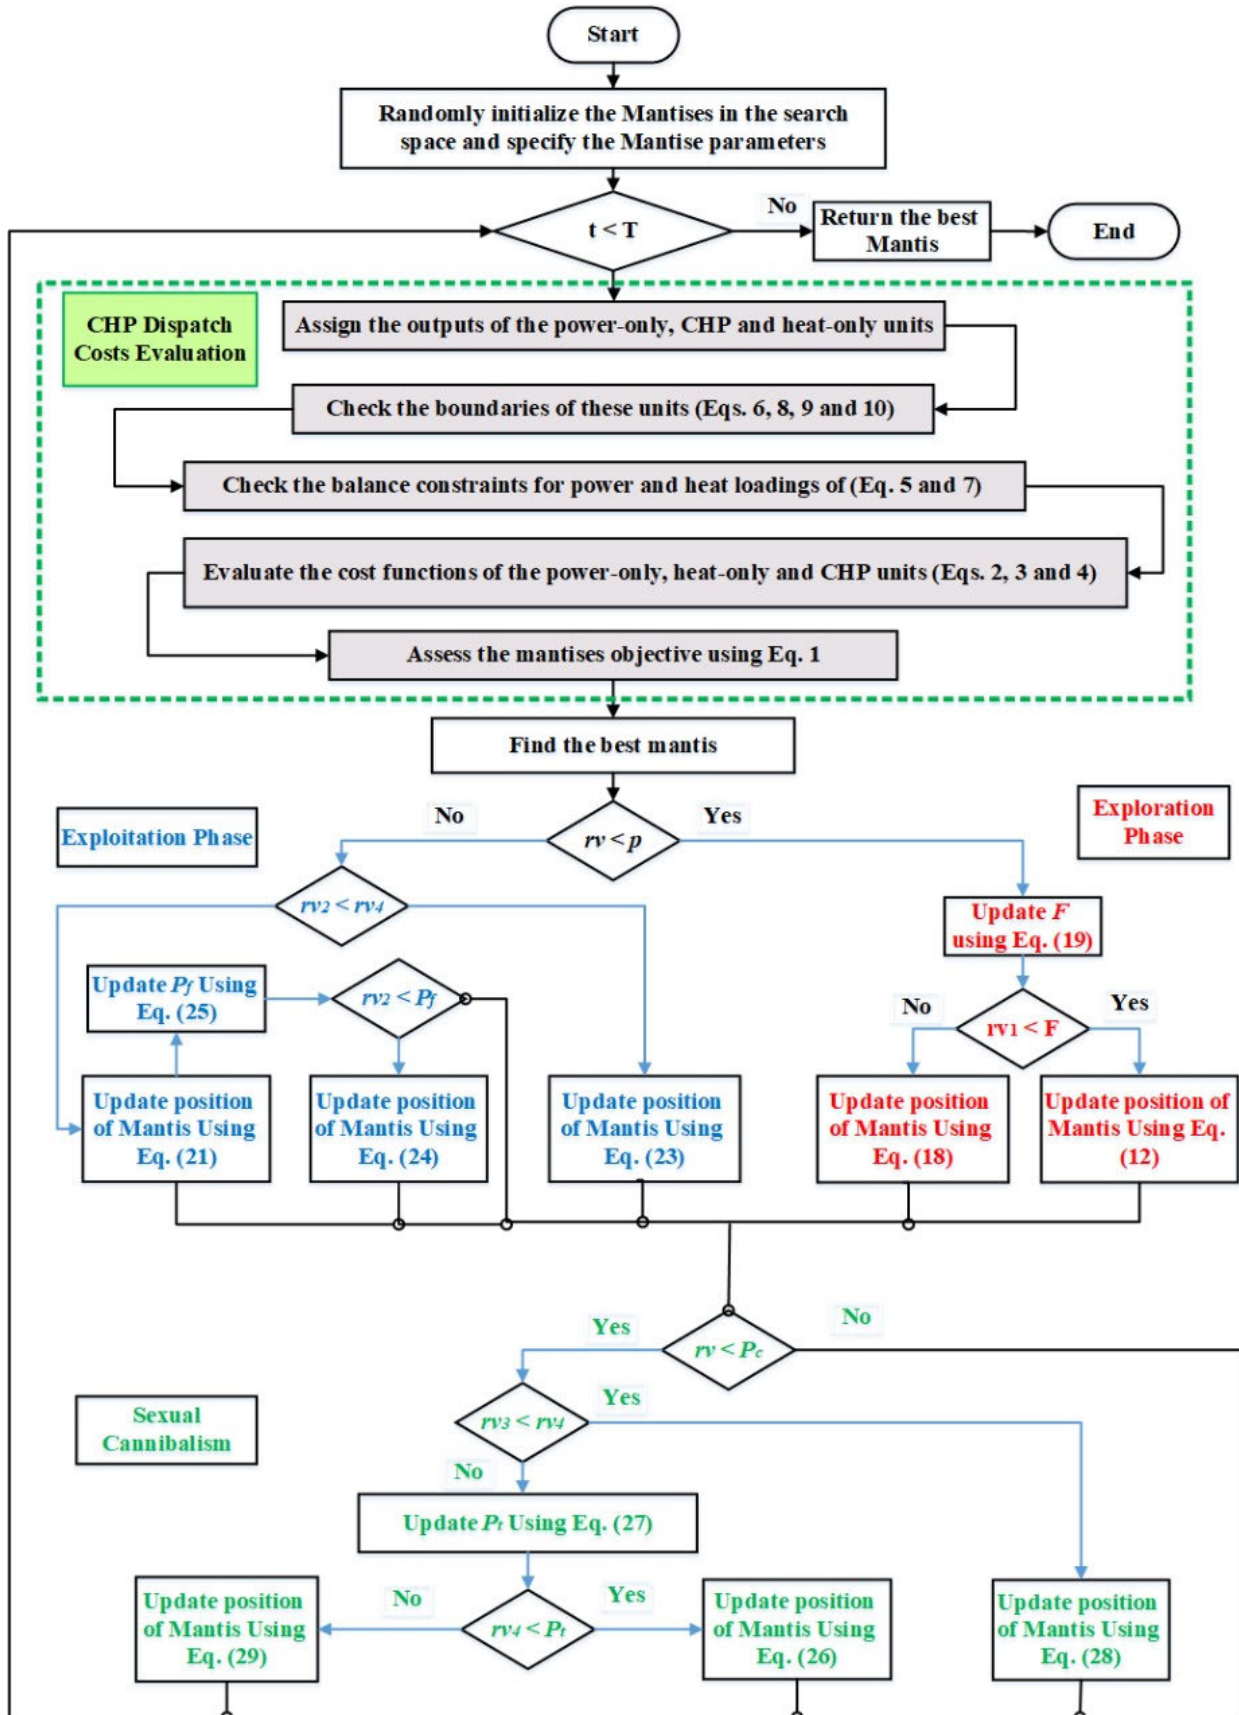 Start
Randomly initialize the Mantises in the search
space and specify the Mantise parameters
t < T
No
Return the best
Mantis
End
CHP Dispatch
Costs Evaluation
Assign the outputs of the power-only, CHP and heat-only units
Check the boundaries of these units (Eqs. 6, 8, 9 and 10)
Check the balance constraints for power and heat loadings of (Eq. 5 and 7)
Evaluate the cost functions of the power-only, heat-only and CHP units (Eqs. 2, 3 and 4)
Assess the mantises objective using Eq. 1
Find the best mantis
No
rv < p
Yes
Exploitation Phase
Exploration
Phase
rv2 < rv4
Update F
using Eq. (19)
Update Pf Using
Eq. (25)
rv2 < Pf
No
rv1 < F
Yes
Update position
of Mantis Using
Eq. (21)
Update position
of Mantis Using
Eq. (24)
Update position
of Mantis Using
Eq. (23)
Update position
of Mantis Using
Eq. (18)
Update position of
Mantis Using Eq.
(12)
Yes
rv < Pc
No
Sexual
Cannibalism
rv3 < rv4
Yes
No
Update Pt Using Eq. (27)
Update position
of Mantis Using
Eq. (29)
No
rv4 < Pt
Yes
Update position
of Mantis Using
Eq. (26)
Update position
of Mantis Using
Eq. (28)